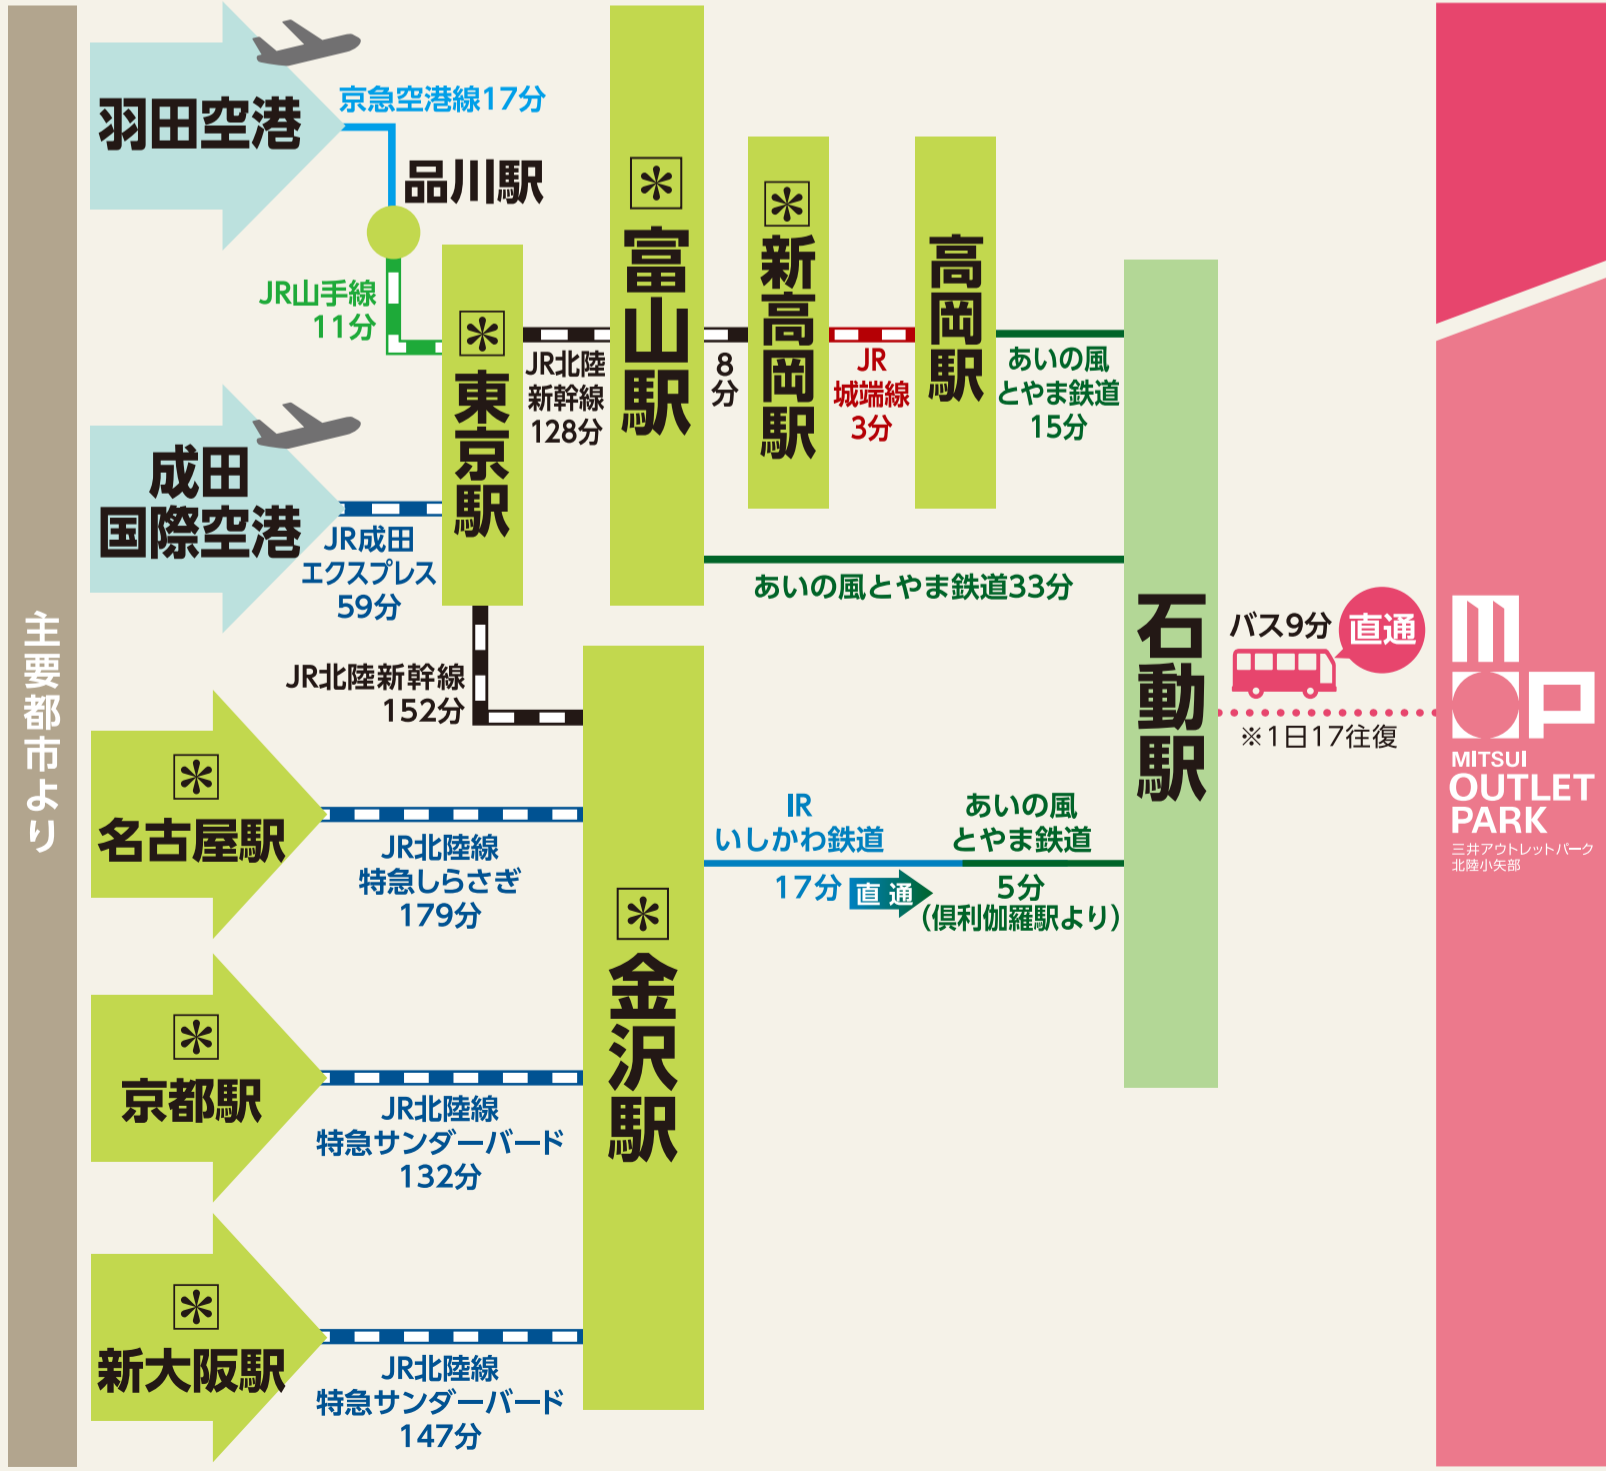 主要都市より
羽田空港
京急空港線17分
品川駅
JR山手線
11分
成田
国際空港
JR成田
エクスプレス
59分
＊
東京駅
JR北陸
新幹線
128分
＊
富山駅
8
分
＊
新高岡駅
JR
城端線
3分
高岡駅
あいの風
とやま鉄道
15分
あいの風とやま鉄道33分
JR北陸新幹線
152分
＊
名古屋駅
JR北陸線
特急しらさぎ
179分
＊
京都駅
JR北陸線
特急サンダーバード
132分
＊
新大阪駅
JR北陸線
特急サンダーバード
147分
＊
金沢駅
IR
いしかわ鉄道
17分
直通
あいの風
とやま鉄道
5分
(倶利伽羅駅より)
石動駅
バス9分
直通
※1日17往復
MOP
MITSUI
OUTLET
PARK
三井アウトレットパーク
北陸小矢部